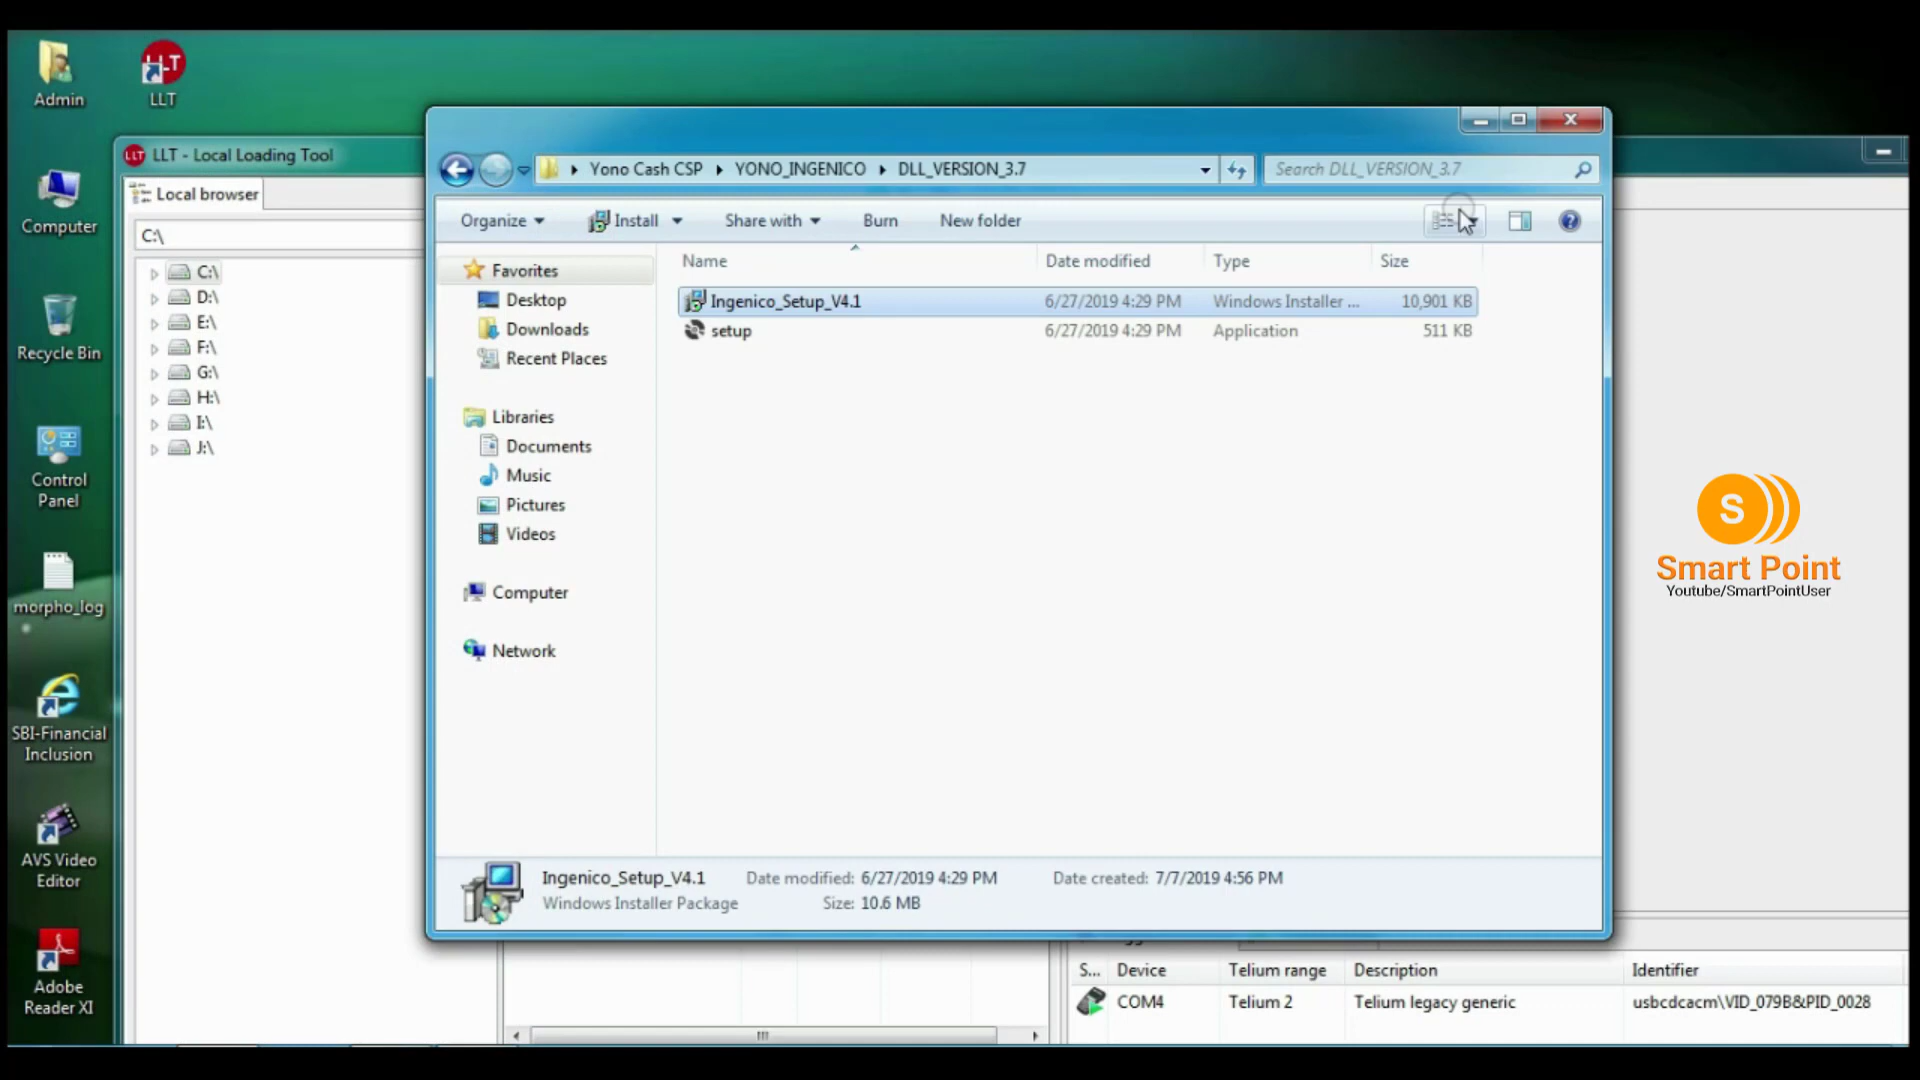 Admin
LLT
Computer
Recycle Bin
Control
Panel
morpho_log
SBI-Financial
Inclusion
AVS Video
Editor
Adobe
Reader XI
LLT LLT - Local Loading Tool
Local browser
C:\
C:\
D:\
E:\
F:\
G:\
H:\
I:\
J:\
Yono Cash CSP YONO_INGENICO DLL_VERSION_3.7
Search DLL_VERSION_3.7
Organize Install Share with Burn New folder
Favorites
Desktop
Downloads
Recent Places
Libraries
Documents
Music
Pictures
Videos
Computer
Network
Name Date modified Type Size
Ingenico_Setup_V4.1 6/27/2019 4:29 PM Windows Installer ... 10,901 KB
setup 6/27/2019 4:29 PM Application 511 KB
Ingenico_Setup_V4.1 Date modified: 6/27/2019 4:29 PM Date created: 7/7/2019 4:56 PM
Windows Installer Package Size: 10.6 MB
S
Smart Point
Youtube/SmartPointUser
S... Device Telium range Description Identifier
COM4 Telium 2 Telium legacy generic usbcdcacm\VID_079B&PID_0028